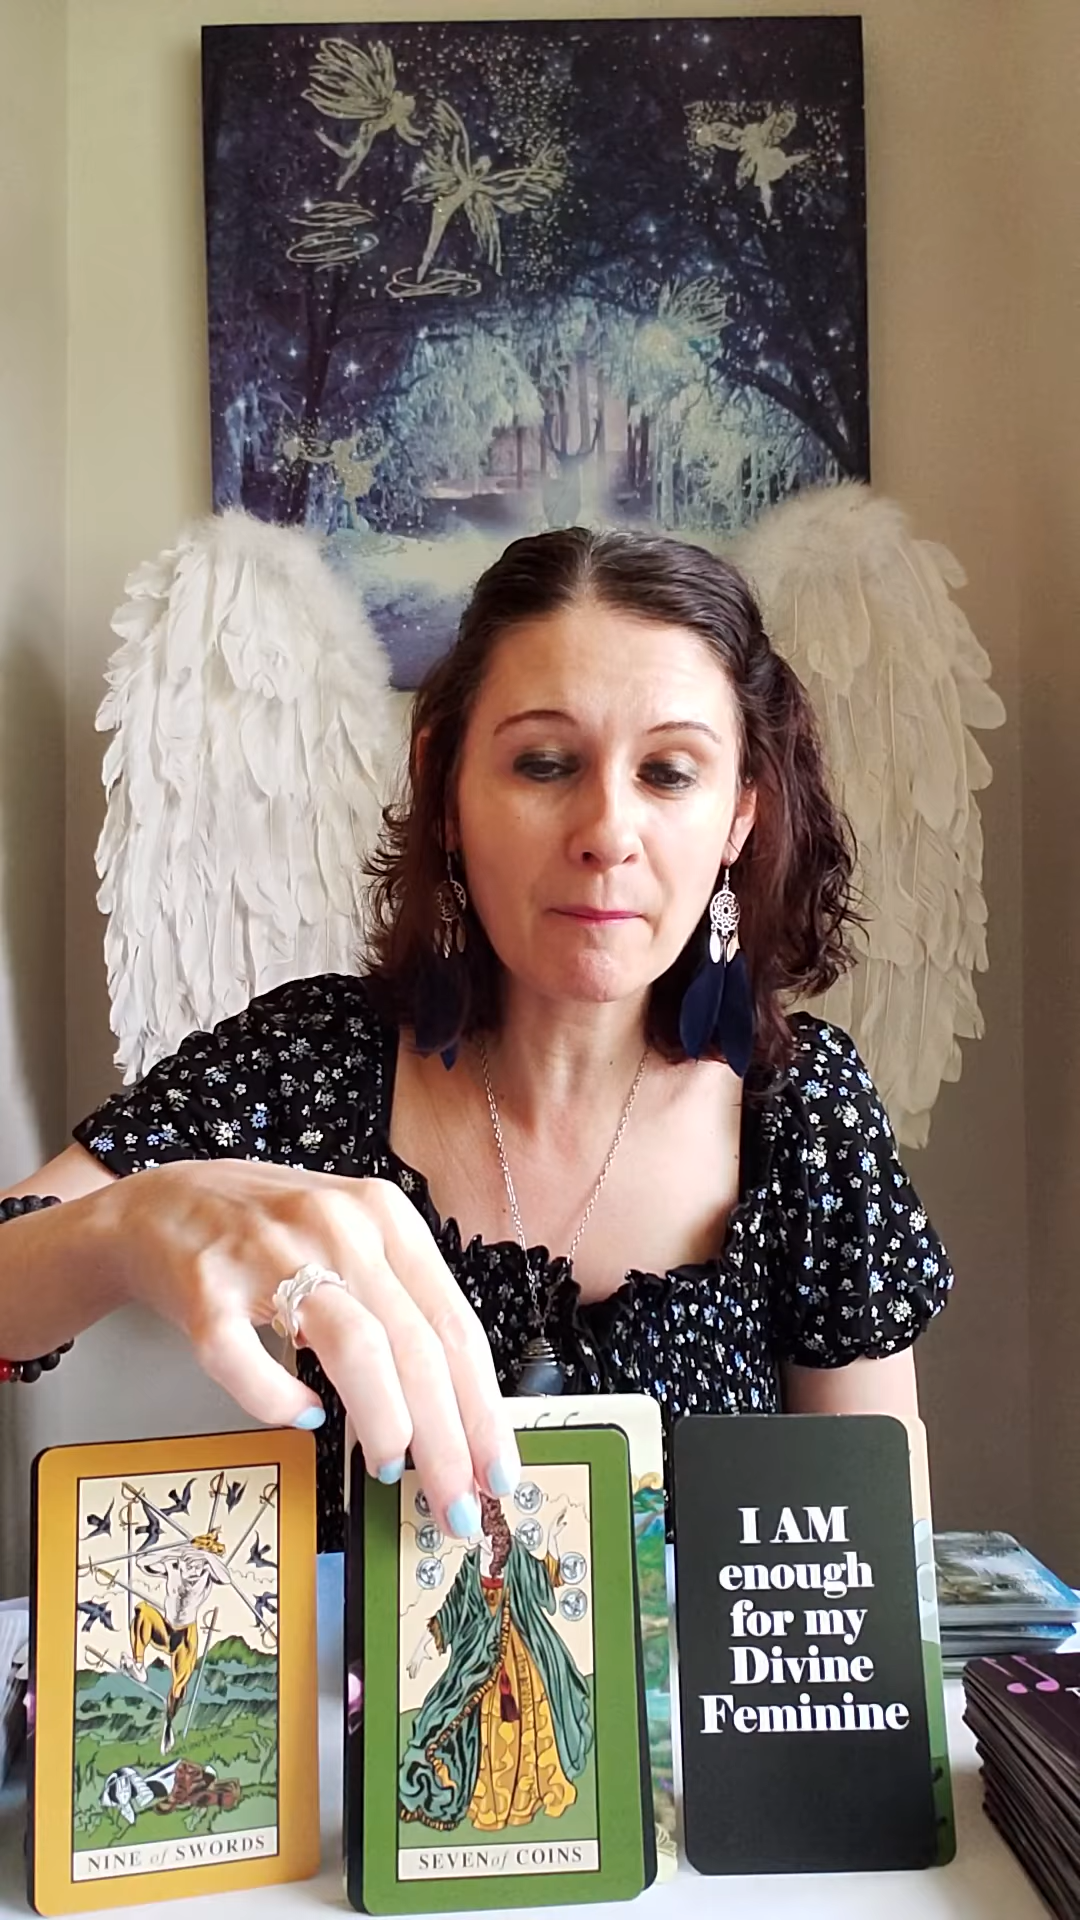 NINE of SWORDS
SEVEN of COINS
I AM
enough
for my
Divine
Feminine